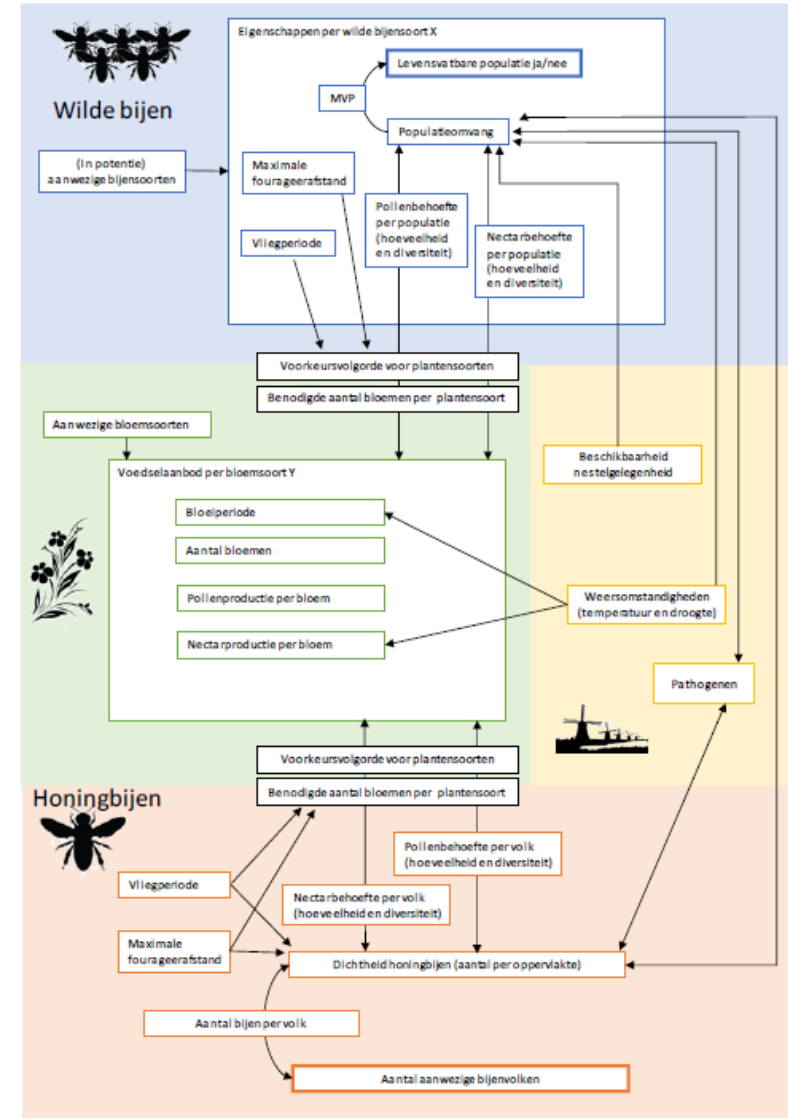 Eigenschappen per wilde bijensoort X
Levensvatbare populatie ja/nee
MVP
Wilde bijen
Populatieomvang
(In potentie)
aanwezige bijensoorten
Maximale
fourageerafstand
Pollenbehoefte
per populatie
(hoeveelheid
en diversiteit)
Vliegperiode
Nectarbehoefte
per populatie
(hoeveelheid
en diversiteit)
Voorkeursvolgorde voor plantensoorten
Benodigde aantal bloemen per plantensoort
Aanwezige bloemsoorten
Voedselaanbod per bloemsoort Y
Beschikbaarheid
nestelgelegenheid
Bloeiperiode
Aantal bloemen
Pollenproductie per bloem
Weersomstandigheden
(temperatuur en droogte)
Nectarproductie per bloem
Pathogenen
Voorkeursvolgorde voor plantensoorten
Benodigde aantal bloemen per plantensoort
Honingbijen
Pollenbehoefte per volk
(hoeveelheid en diversiteit)
Vliegperiode
Nectarbehoefte per volk
(hoeveelheid en diversiteit)
Maximale
fourageerafstand
Dichtheid honingbijen (aantal per oppervlakte)
Aantal bijen per volk
Aantal aanwezige bijenvolken